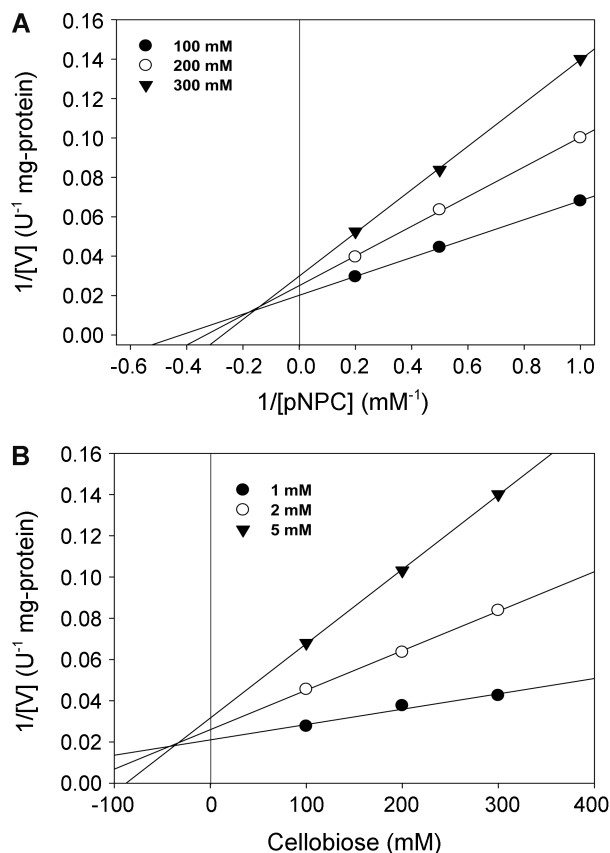 A
100 mM
200 mM
300 mM
1/[V] (U⁻¹ mg-protein)
0.16
0.14
0.12
0.10
0.08
0.06
0.04
0.02
0.00
-0.6 -0.4 -0.2 0.0 0.2 0.4 0.6 0.8 1.0
1/[pNPC] (mM⁻¹)
B
1 mM
2 mM
5 mM
1/[V] (U⁻¹ mg-protein)
0.16
0.14
0.12
0.10
0.08
0.06
0.04
0.02
0.00
-100 0 100 200 300 400
Cellobiose (mM)